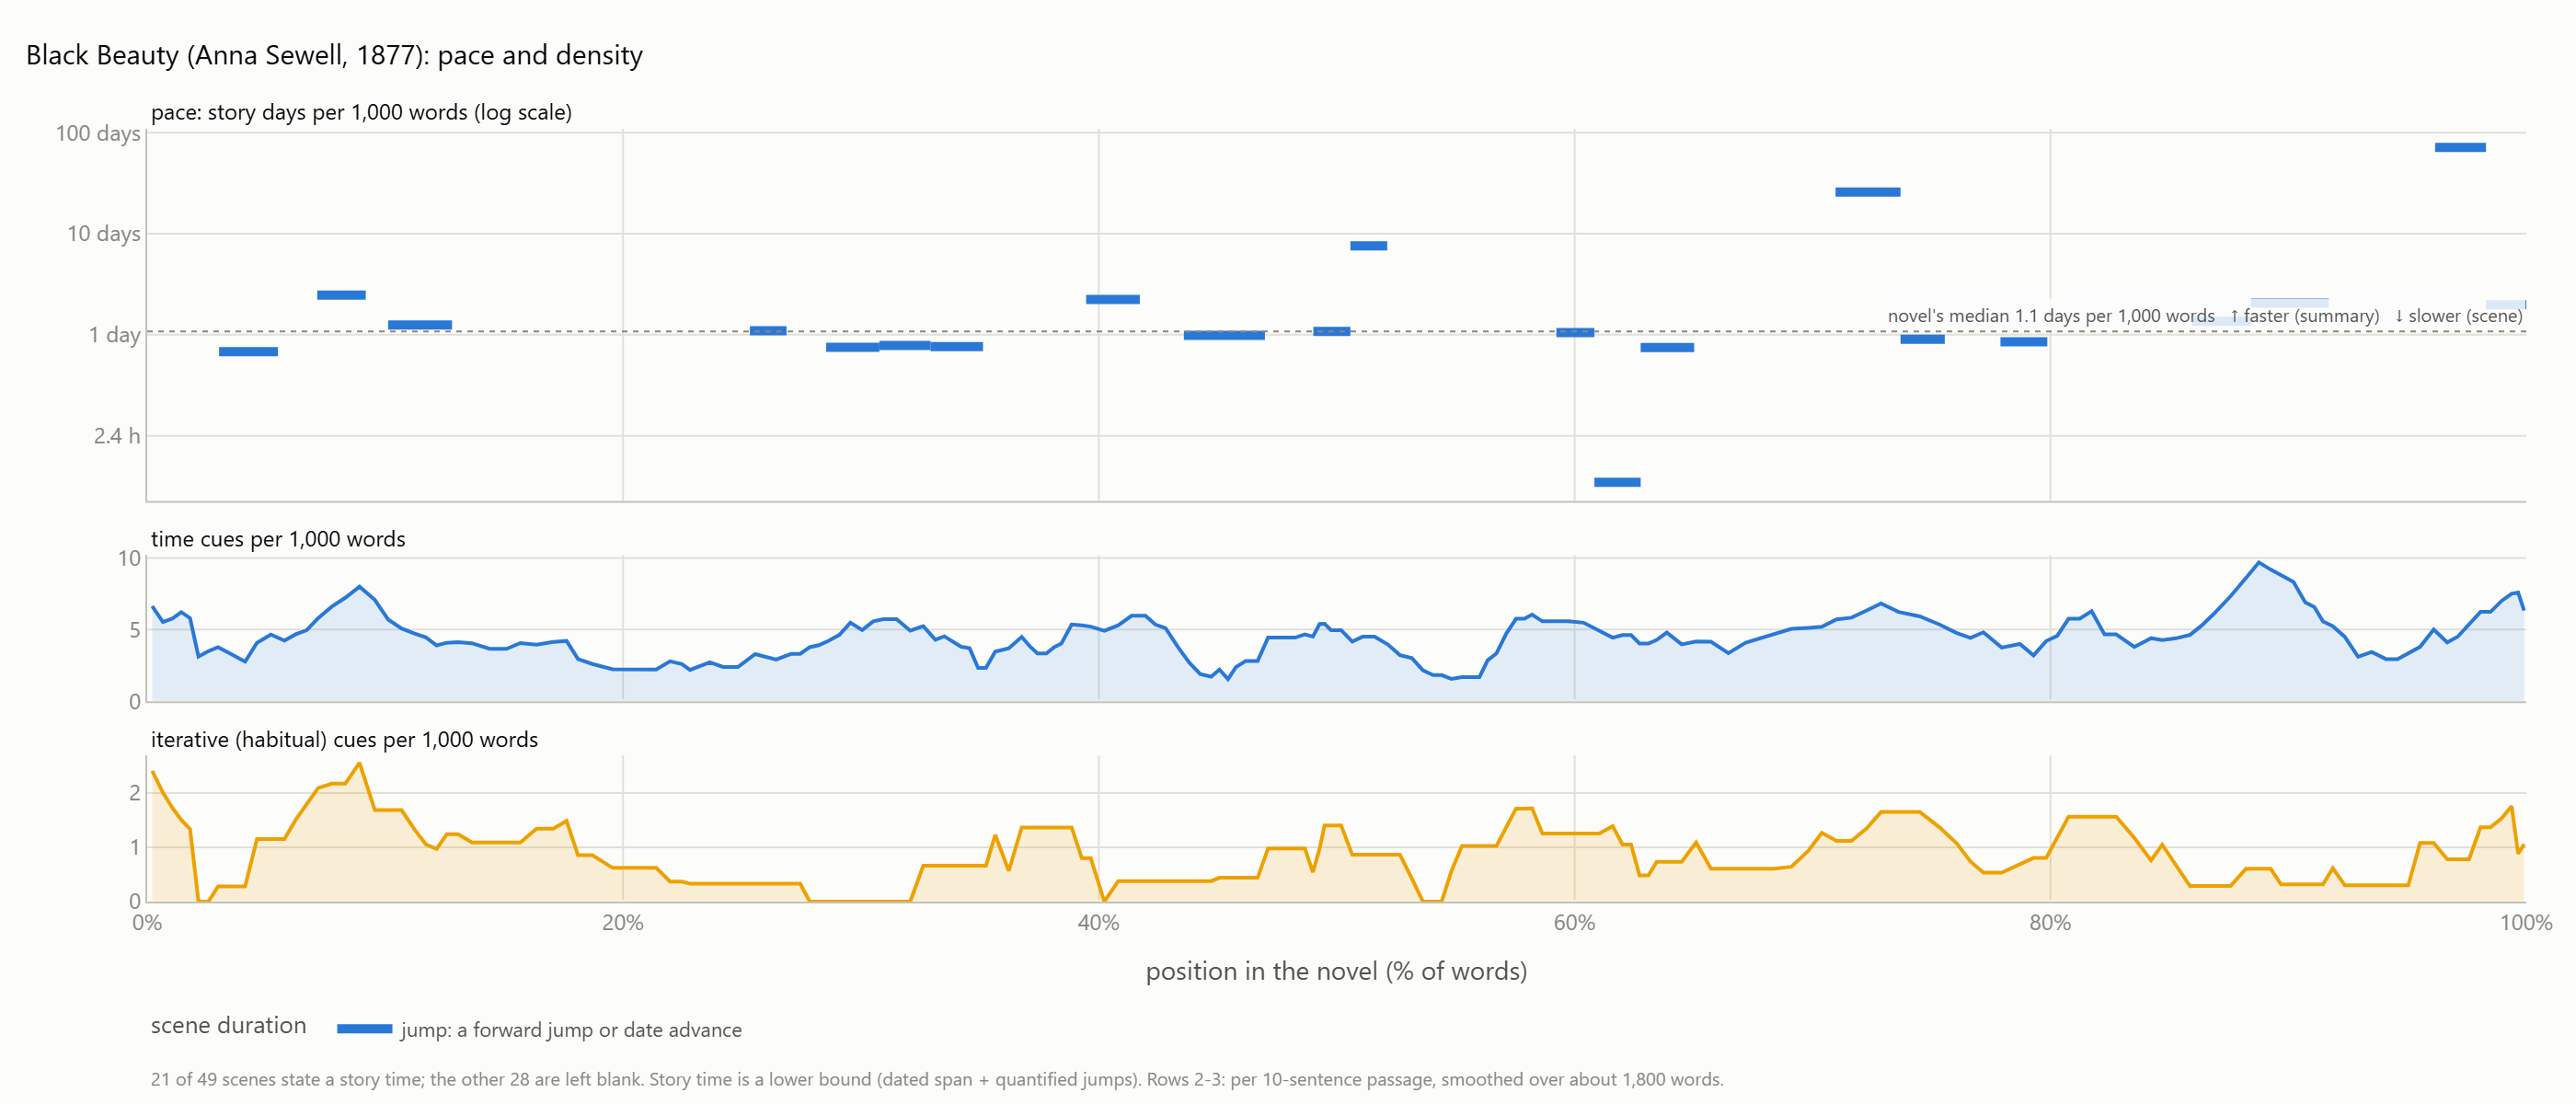 Black Beauty (Anna Sewell, 1877): pace and density
pace: story days per 1,000 words (log scale)
100 days
10 days
1 day
2.4 h
novel's median 1.1 days per 1,000 words ↑ faster (summary) ↓ slower (scene)
time cues per 1,000 words
10
5
0
iterative (habitual) cues per 1,000 words
2
1
0
0% 20% 40% 60% 80% 100%
position in the novel (% of words)
scene duration jump: a forward jump or date advance
21 of 49 scenes state a story time; the other 28 are left blank. Story time is a lower bound (dated span + quantified jumps). Rows 2-3: per 10-sentence passage, smoothed over about 1,800 words.